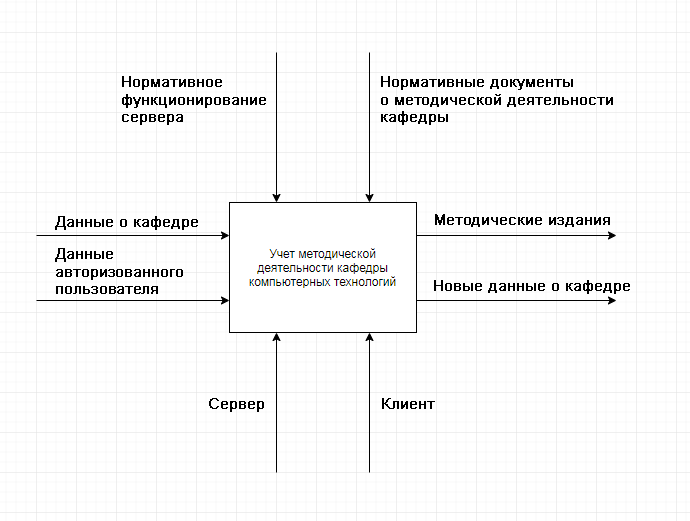 Нормативное
функционирование
сервера
Нормативные документы
о методической деятельности
кафедры
Данные о кафедре
Данные
авторизованного
пользователя
Учет методической
деятельности кафедры
компьютерных технологий
Методические издания
Новые данные о кафедре
Сервер
Клиент